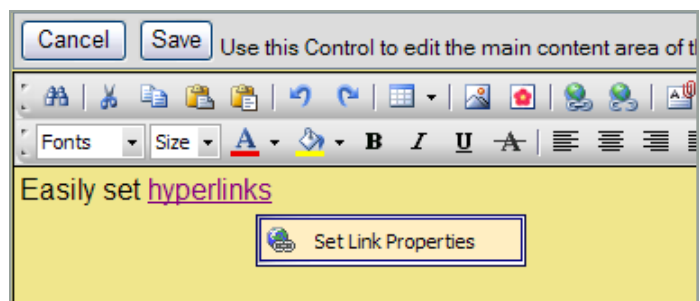 Cancel Save Use this Control to edit the main content area of t
Fonts Size A B I U A
Easily set hyperlinks
Set Link Properties